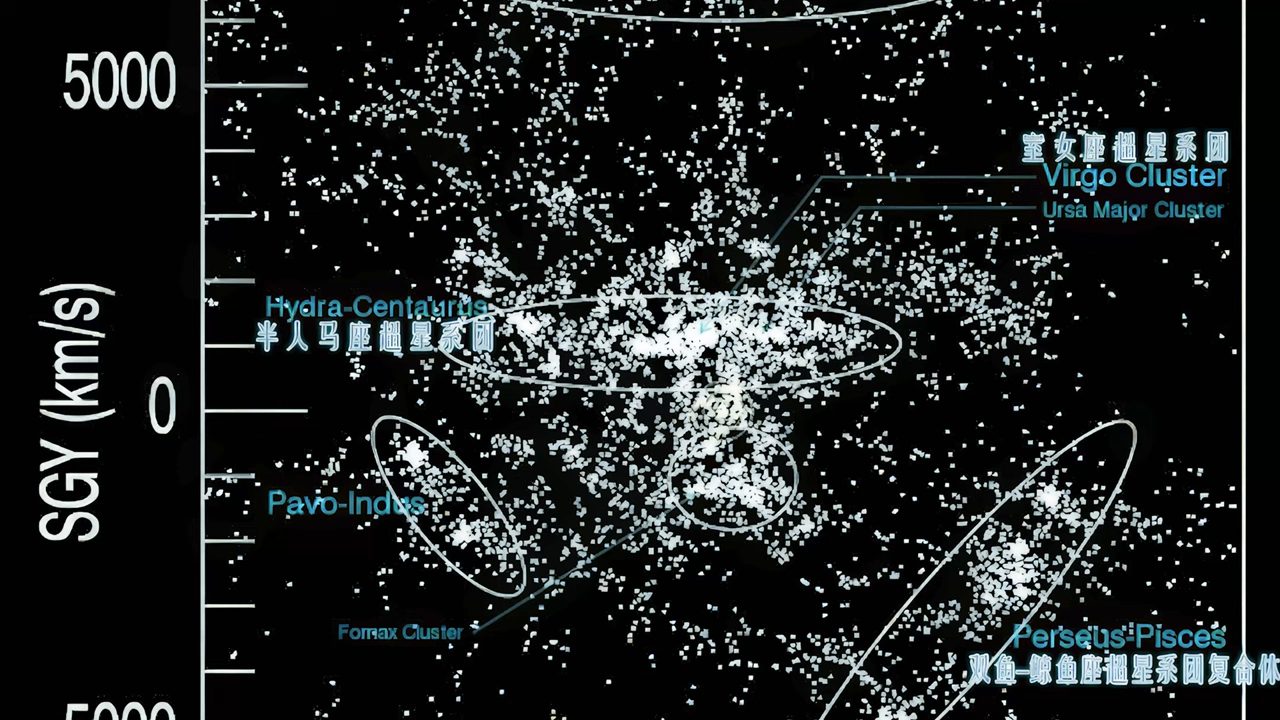 5000
室女座超星系团
Virgo Cluster
Ursa Major Cluster
Hydra-Centaurus
半人马座超星系团
SGY (km/s)
0
Pavo-Indus
Fornax Cluster
Perseus-Pisces
双鱼-鲸鱼座超星系团复合体
5000